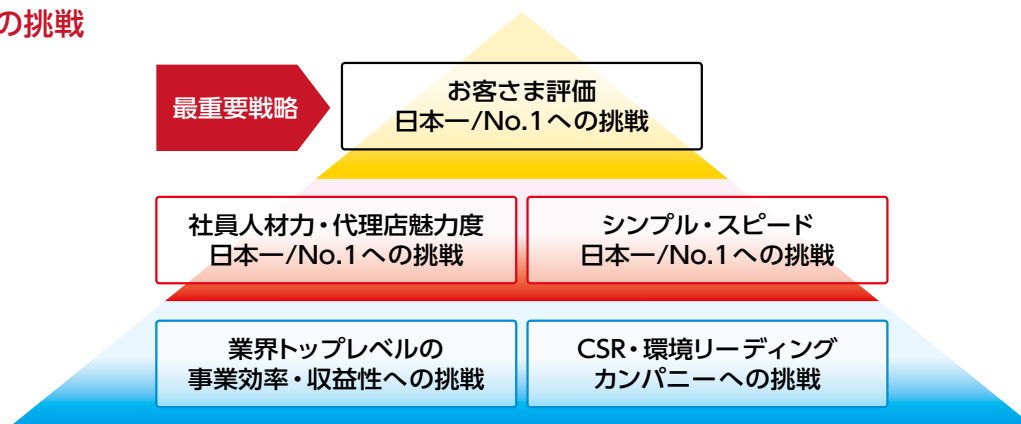 の挑戦
最重要戦略
お客さま評価
日本一/No.1への挑戦
社員人材力・代理店魅力度
日本一/No.1への挑戦
シンプル・スピード
日本一/No.1への挑戦
業界トップレベルの
事業効率・収益性への挑戦
CSR・環境リーディング
カンパニーへの挑戦